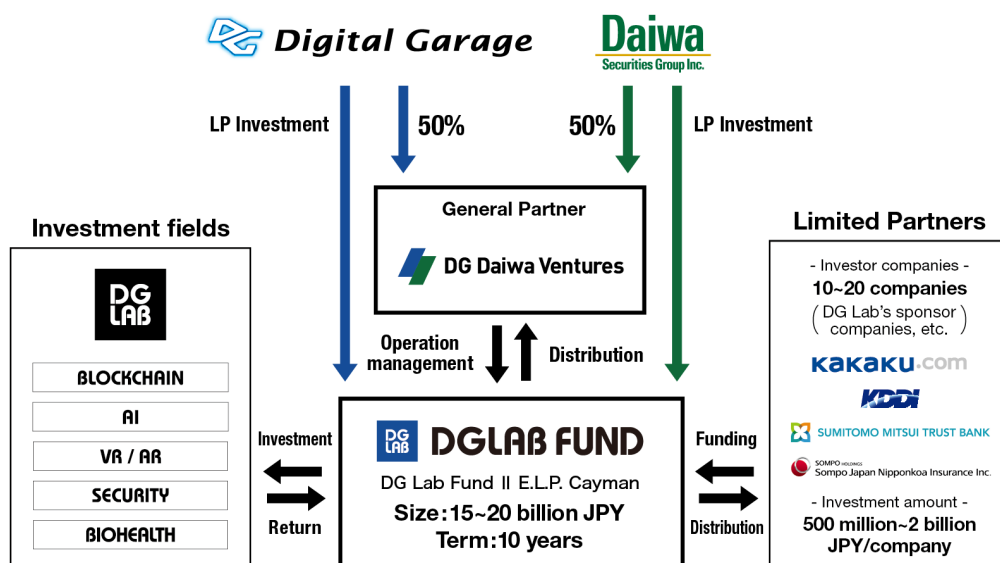 DG Digital Garage
Daiwa
Securities Group Inc.
LP Investment
50%
50%
LP Investment
General Partner
DG Daiwa Ventures
Operation
management
Distribution
Investment fields
DG
LAB
BLOCKCHAIN
AI
VR / AR
SECURITY
BIOHEALTH
Investment
Return
DG
LAB
DGLAB FUND
DG Lab Fund II E.L.P. Cayman
Size:15~20 billion JPY
Term:10 years
Funding
Distribution
Limited Partners
- Investor companies -
10~20 companies
(DG Lab's sponsor
companies, etc.)
kakaku.com
KDDI
SUMITOMO MITSUI TRUST BANK
SOMPO HOLDINGS
Sompo Japan Nipponkoa Insurance Inc.
- Investment amount -
500 million~2 billion
JPY/company